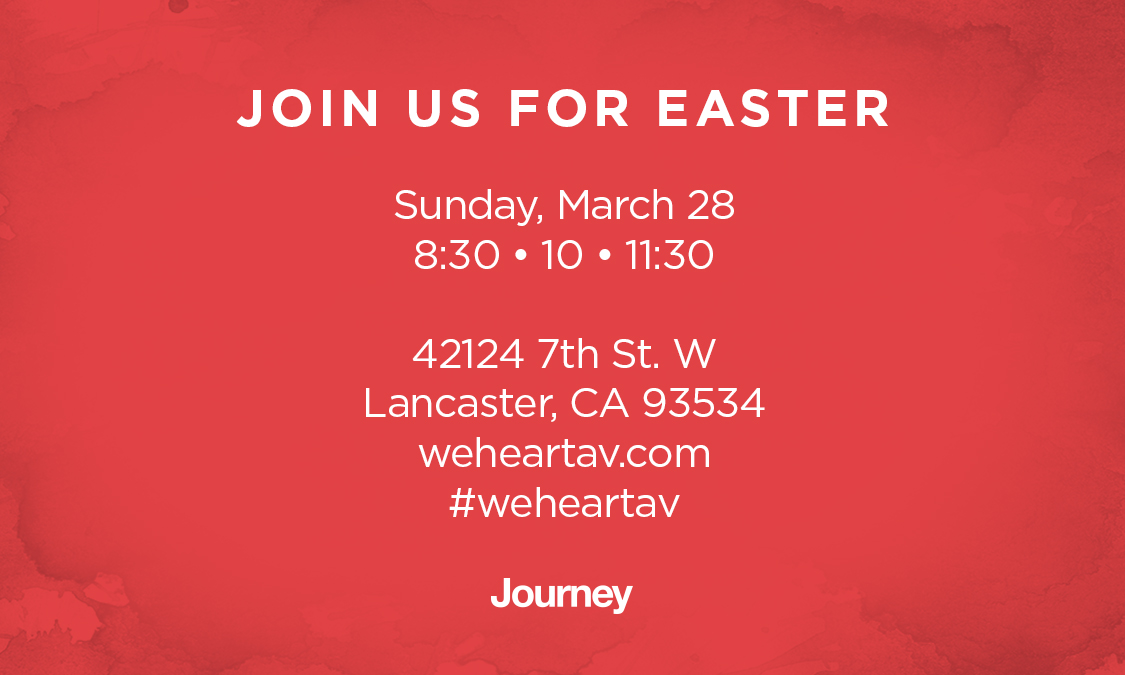 JOIN US FOR EASTER
Sunday, March 28
8:30 • 10 • 11:30
42124 7th St. W
Lancaster, CA 93534
weheartav.com
#weheartav
Journey